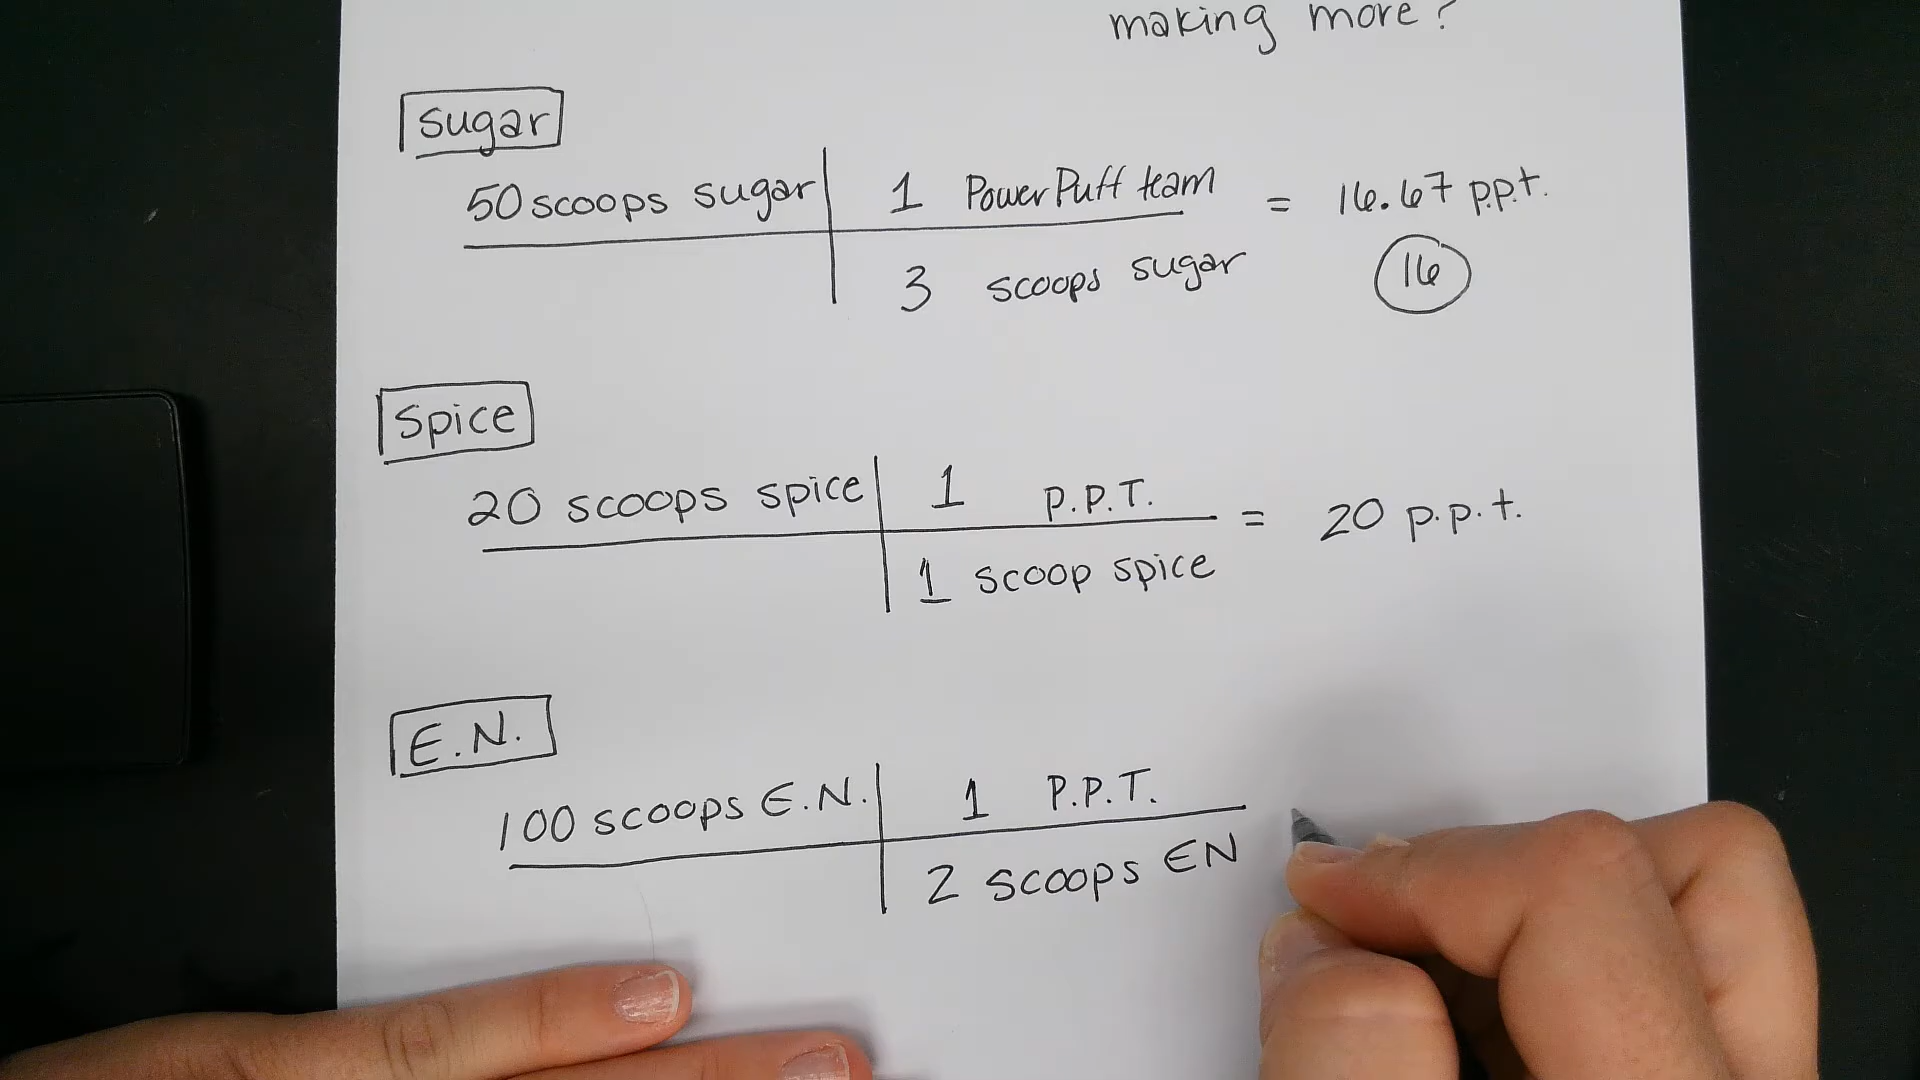 making more?
Sugar
50 scoops sugar 1 PowerPuff team = 16.67 p.p.t.
3 scoops sugar 16
Spice
20 scoops spice 1 P.P.T. = 20 p.p.t.
1 scoop spice
E.N.
100 scoops E.N. 1 P.P.T.
2 scoops EN